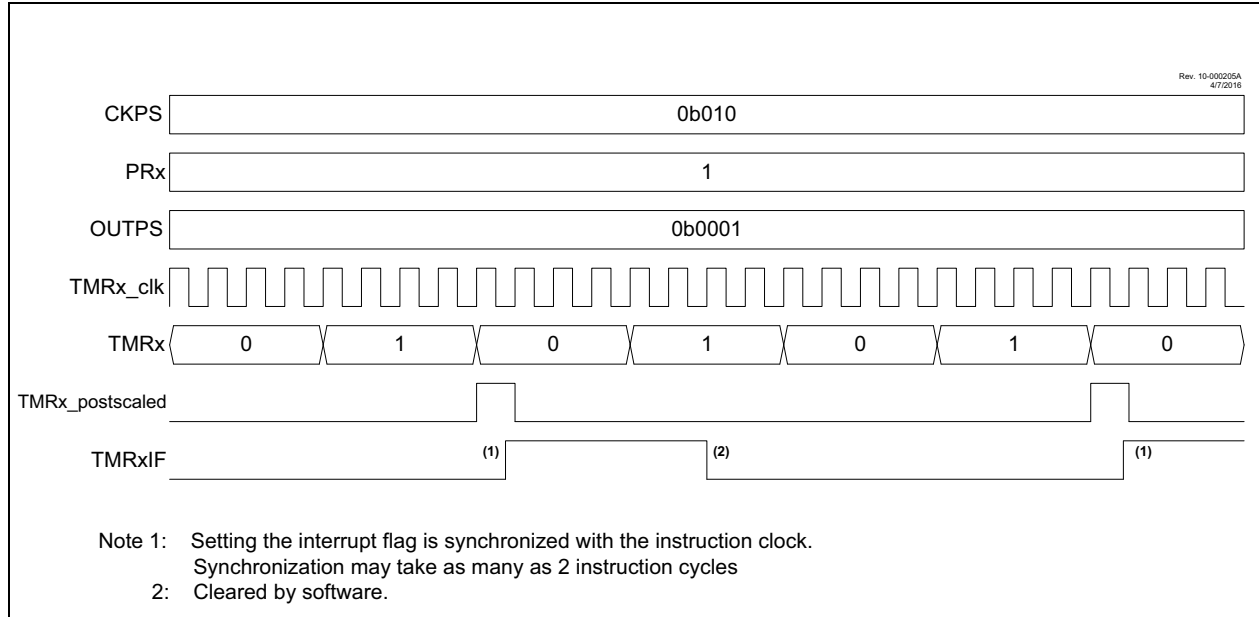 Rev. 10-000205A
4/7/2016
CKPS 0b010
PRx 1
OUTPS 0b0001
TMRx_clk
TMRx 0 1 0 1 0 1 0
TMRx_postscaled
TMRxIF (1) (2) (1)
Note 1: Setting the interrupt flag is synchronized with the instruction clock.
Synchronization may take as many as 2 instruction cycles
2: Cleared by software.